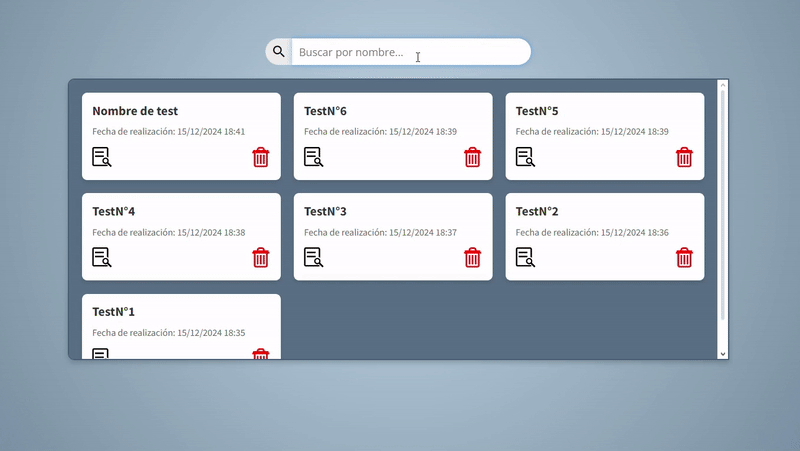 Buscar por nombre...
Nombre de test
Fecha de realización: 15/12/2024 18:41
TestN°6
Fecha de realización: 15/12/2024 18:39
TestN°5
Fecha de realización: 15/12/2024 18:39
TestN°4
Fecha de realización: 15/12/2024 18:38
TestN°3
Fecha de realización: 15/12/2024 18:37
TestN°2
Fecha de realización: 15/12/2024 18:36
TestN°1
Fecha de realización: 15/12/2024 18:35